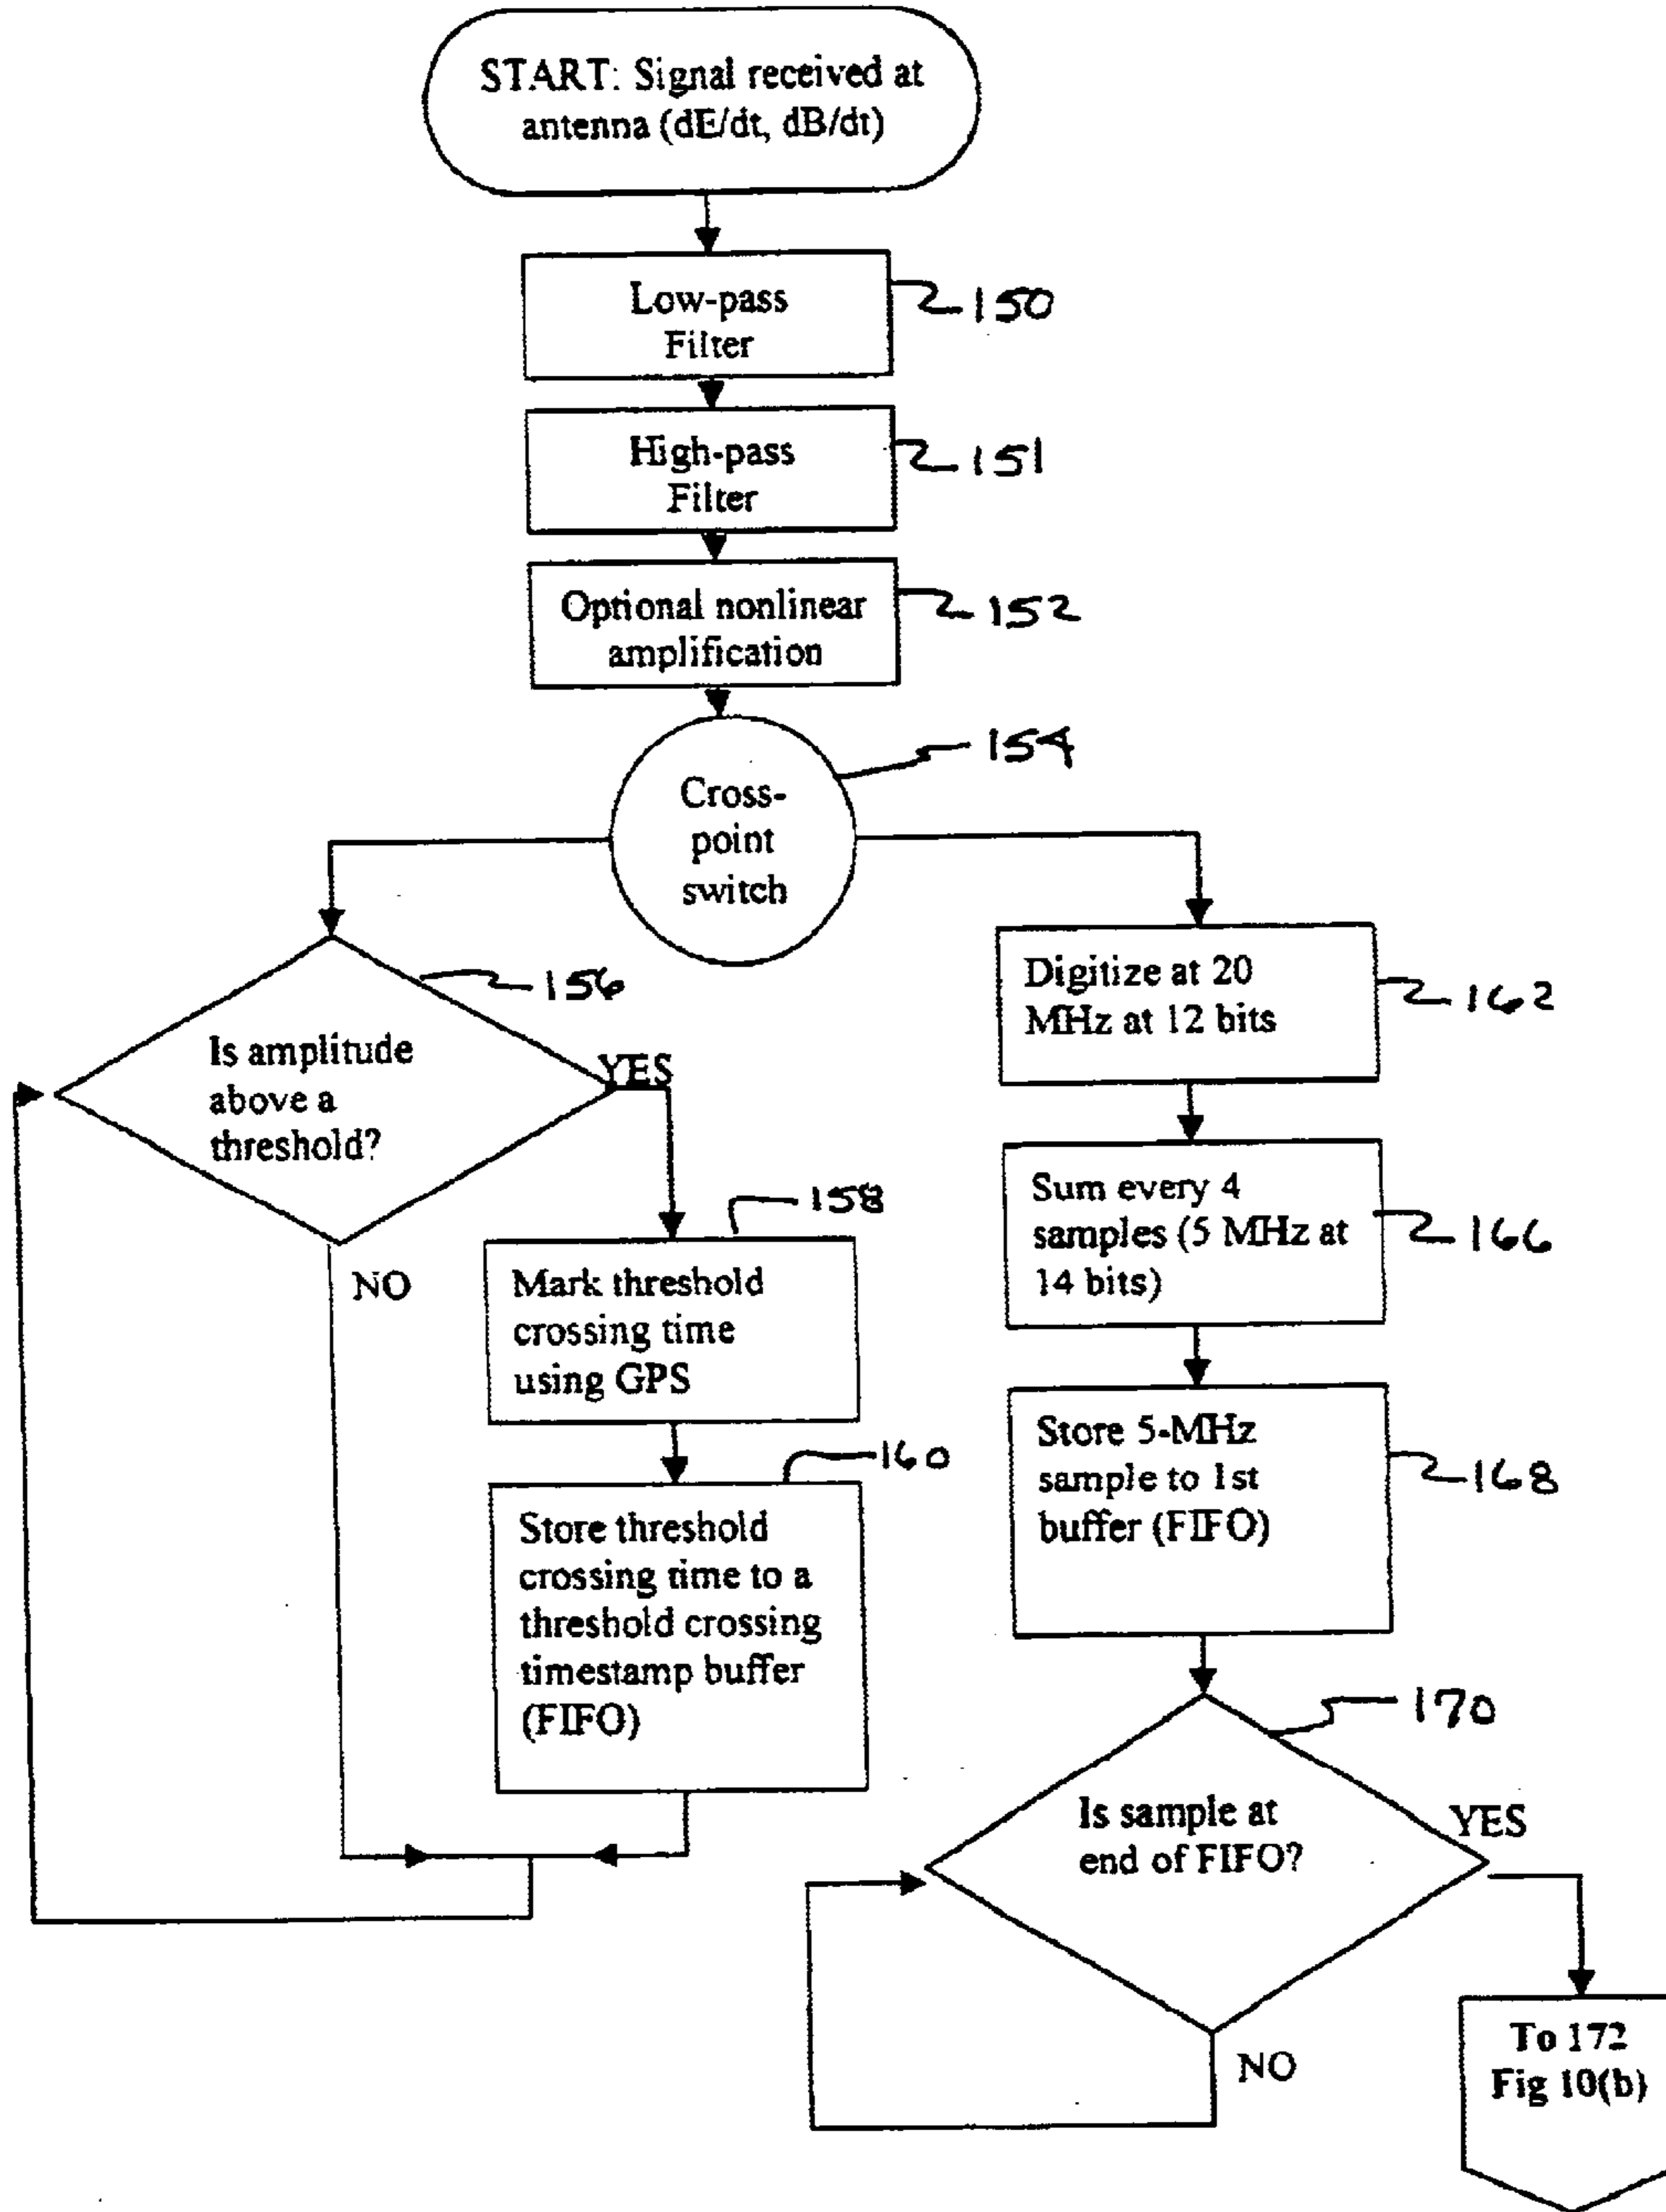 START: Signal received at
antenna (dE/dt, dB/dt)
Low-pass
Filter
150
High-pass
Filter
151
Optional nonlinear
amplification
152
Cross-
point
switch
154
Is amplitude
above a
threshold?
156
YES
NO
Mark threshold
crossing time
using GPS
158
Store threshold
crossing time to a
threshold crossing
timestamp buffer
(FIFO)
160
Digitize at 20
MHz at 12 bits
162
Sum every 4
samples (5 MHz at
14 bits)
166
Store 5-MHz
sample to 1st
buffer (FIFO)
168
Is sample at
end of FIFO?
170
YES
NO
To 172
Fig 10(b)